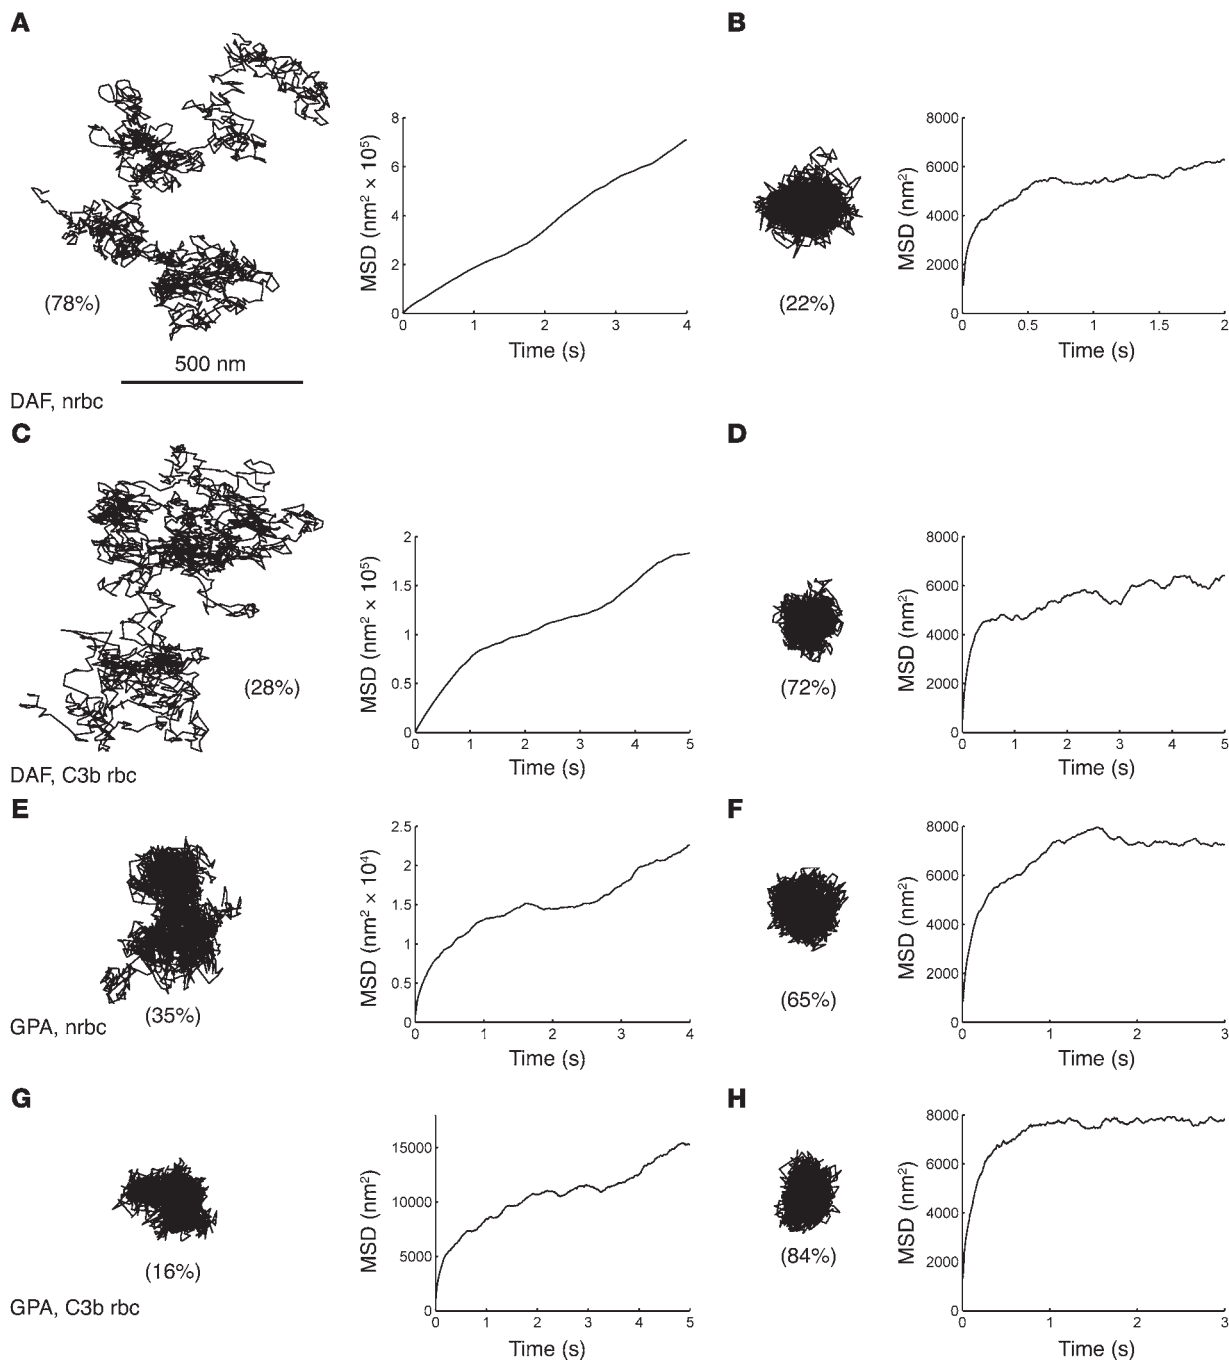 A
B
8
6
4
2
0
MSD (nm² × 10⁵)
0 1 2 3 4
Time (s)
(78%)
500 nm
DAF, nrbc
8000
6000
4000
2000
0
MSD (nm²)
0 0.5 1 1.5 2
Time (s)
(22%)
C
D
2
1.5
1
0.5
0
MSD (nm² × 10⁵)
0 1 2 3 4 5
Time (s)
(28%)
DAF, C3b rbc
8000
6000
4000
2000
0
MSD (nm²)
0 1 2 3 4 5
Time (s)
(72%)
E
F
2.5
2
1.5
1
0.5
0
MSD (nm² × 10⁴)
0 1 2 3 4
Time (s)
(35%)
GPA, nrbc
8000
6000
4000
2000
0
MSD (nm²)
0 1 2 3
Time (s)
(65%)
G
H
15000
10000
5000
0
MSD (nm²)
0 1 2 3 4 5
Time (s)
(16%)
GPA, C3b rbc
8000
6000
4000
2000
0
MSD (nm²)
0 1 2 3
Time (s)
(84%)